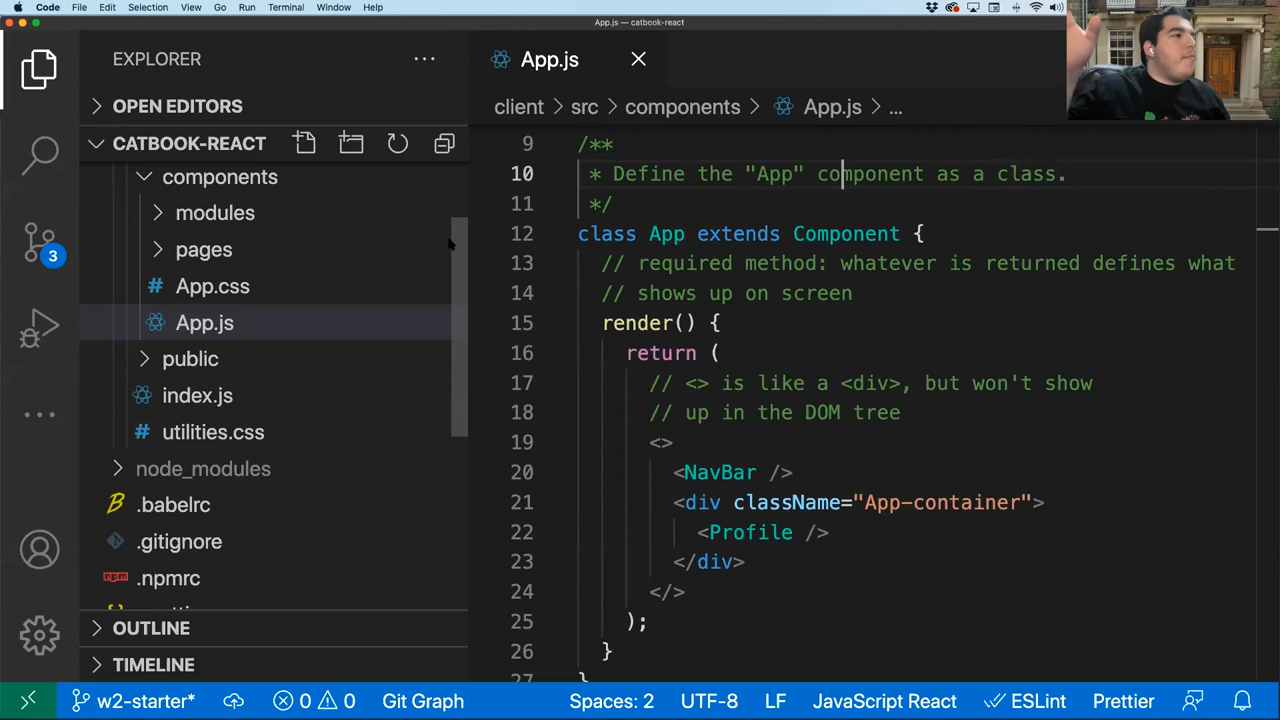 Code File Edit Selection View Go Run Terminal Window Help
App.js — catbook-react
EXPLORER
OPEN EDITORS
CATBOOK-REACT
components
modules
pages
# App.css
App.js
public
index.js
# utilities.css
node_modules
.babelrc
.gitignore
npm .npmrc
OUTLINE
TIMELINE
3
App.js
client > src > components > App.js > ...
9 /**
10 * Define the "App" component as a class.
11 */
12 class App extends Component {
13 // required method: whatever is returned defines what
14 // shows up on screen
15 render() {
16 return (
17 // <> is like a <div>, but won't show
18 // up in the DOM tree
19 <>
20 <NavBar />
21 <div className="App-container">
22 <Profile />
23 </div>
24 </>
25 );
26 }
27 }
w2-starter* 0 0 Git Graph Spaces: 2 UTF-8 LF JavaScript React ESLint Prettier